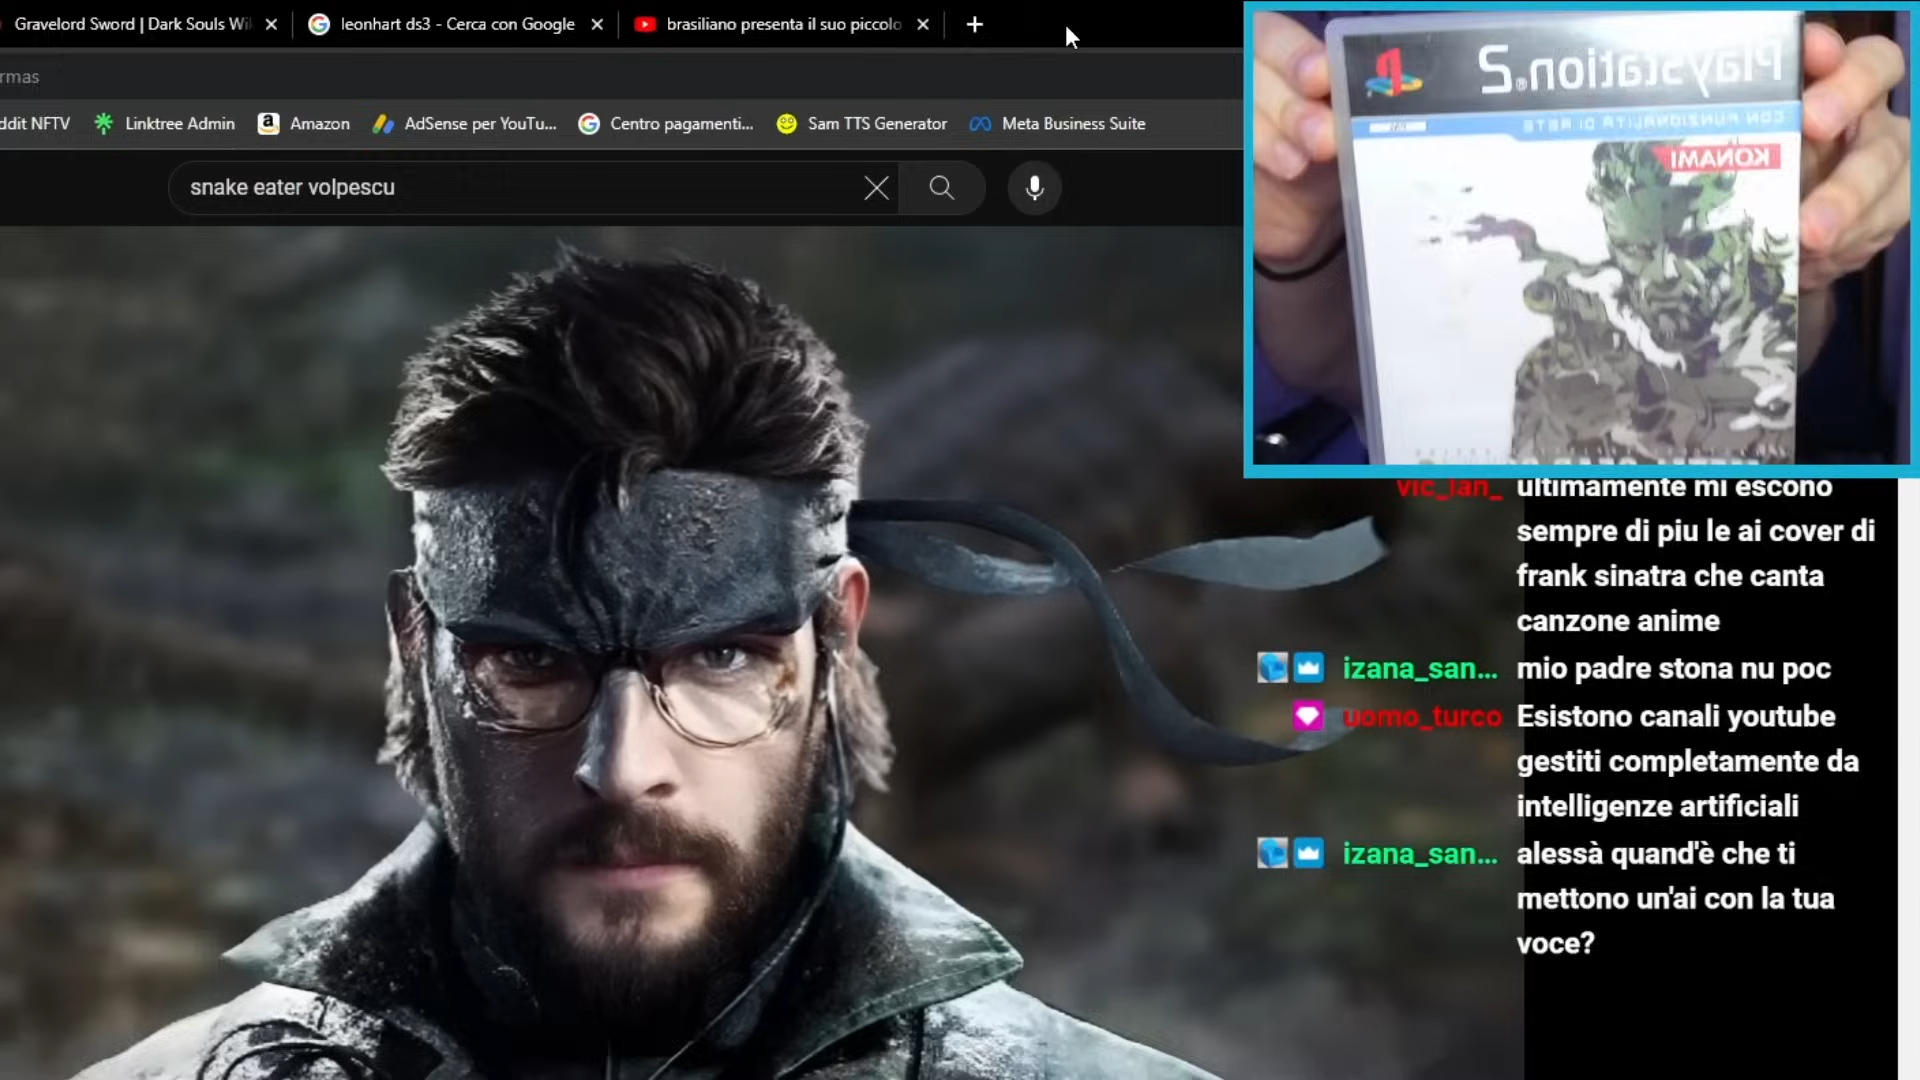 Gravelord Sword | Dark Souls Wi
leonhart ds3 - Cerca con Google
brasiliano presenta il suo piccolo
rmas
ddit NFTV
Linktree Admin
Amazon
AdSense per YouTu...
Centro pagamenti...
Sam TTS Generator
Meta Business Suite
snake eater volpescu
PlayStation®2
CON FUNZIONALITÀ DI RETE
KONAMI
vic_ian_ ultimamente mi escono
sempre di piu le ai cover di
frank sinatra che canta
canzone anime
izana_san... mio padre stona nu poc
uomo_turco Esistono canali youtube
gestiti completamente da
intelligenze artificiali
izana_san... alessà quand'è che ti
mettono un'ai con la tua
voce?